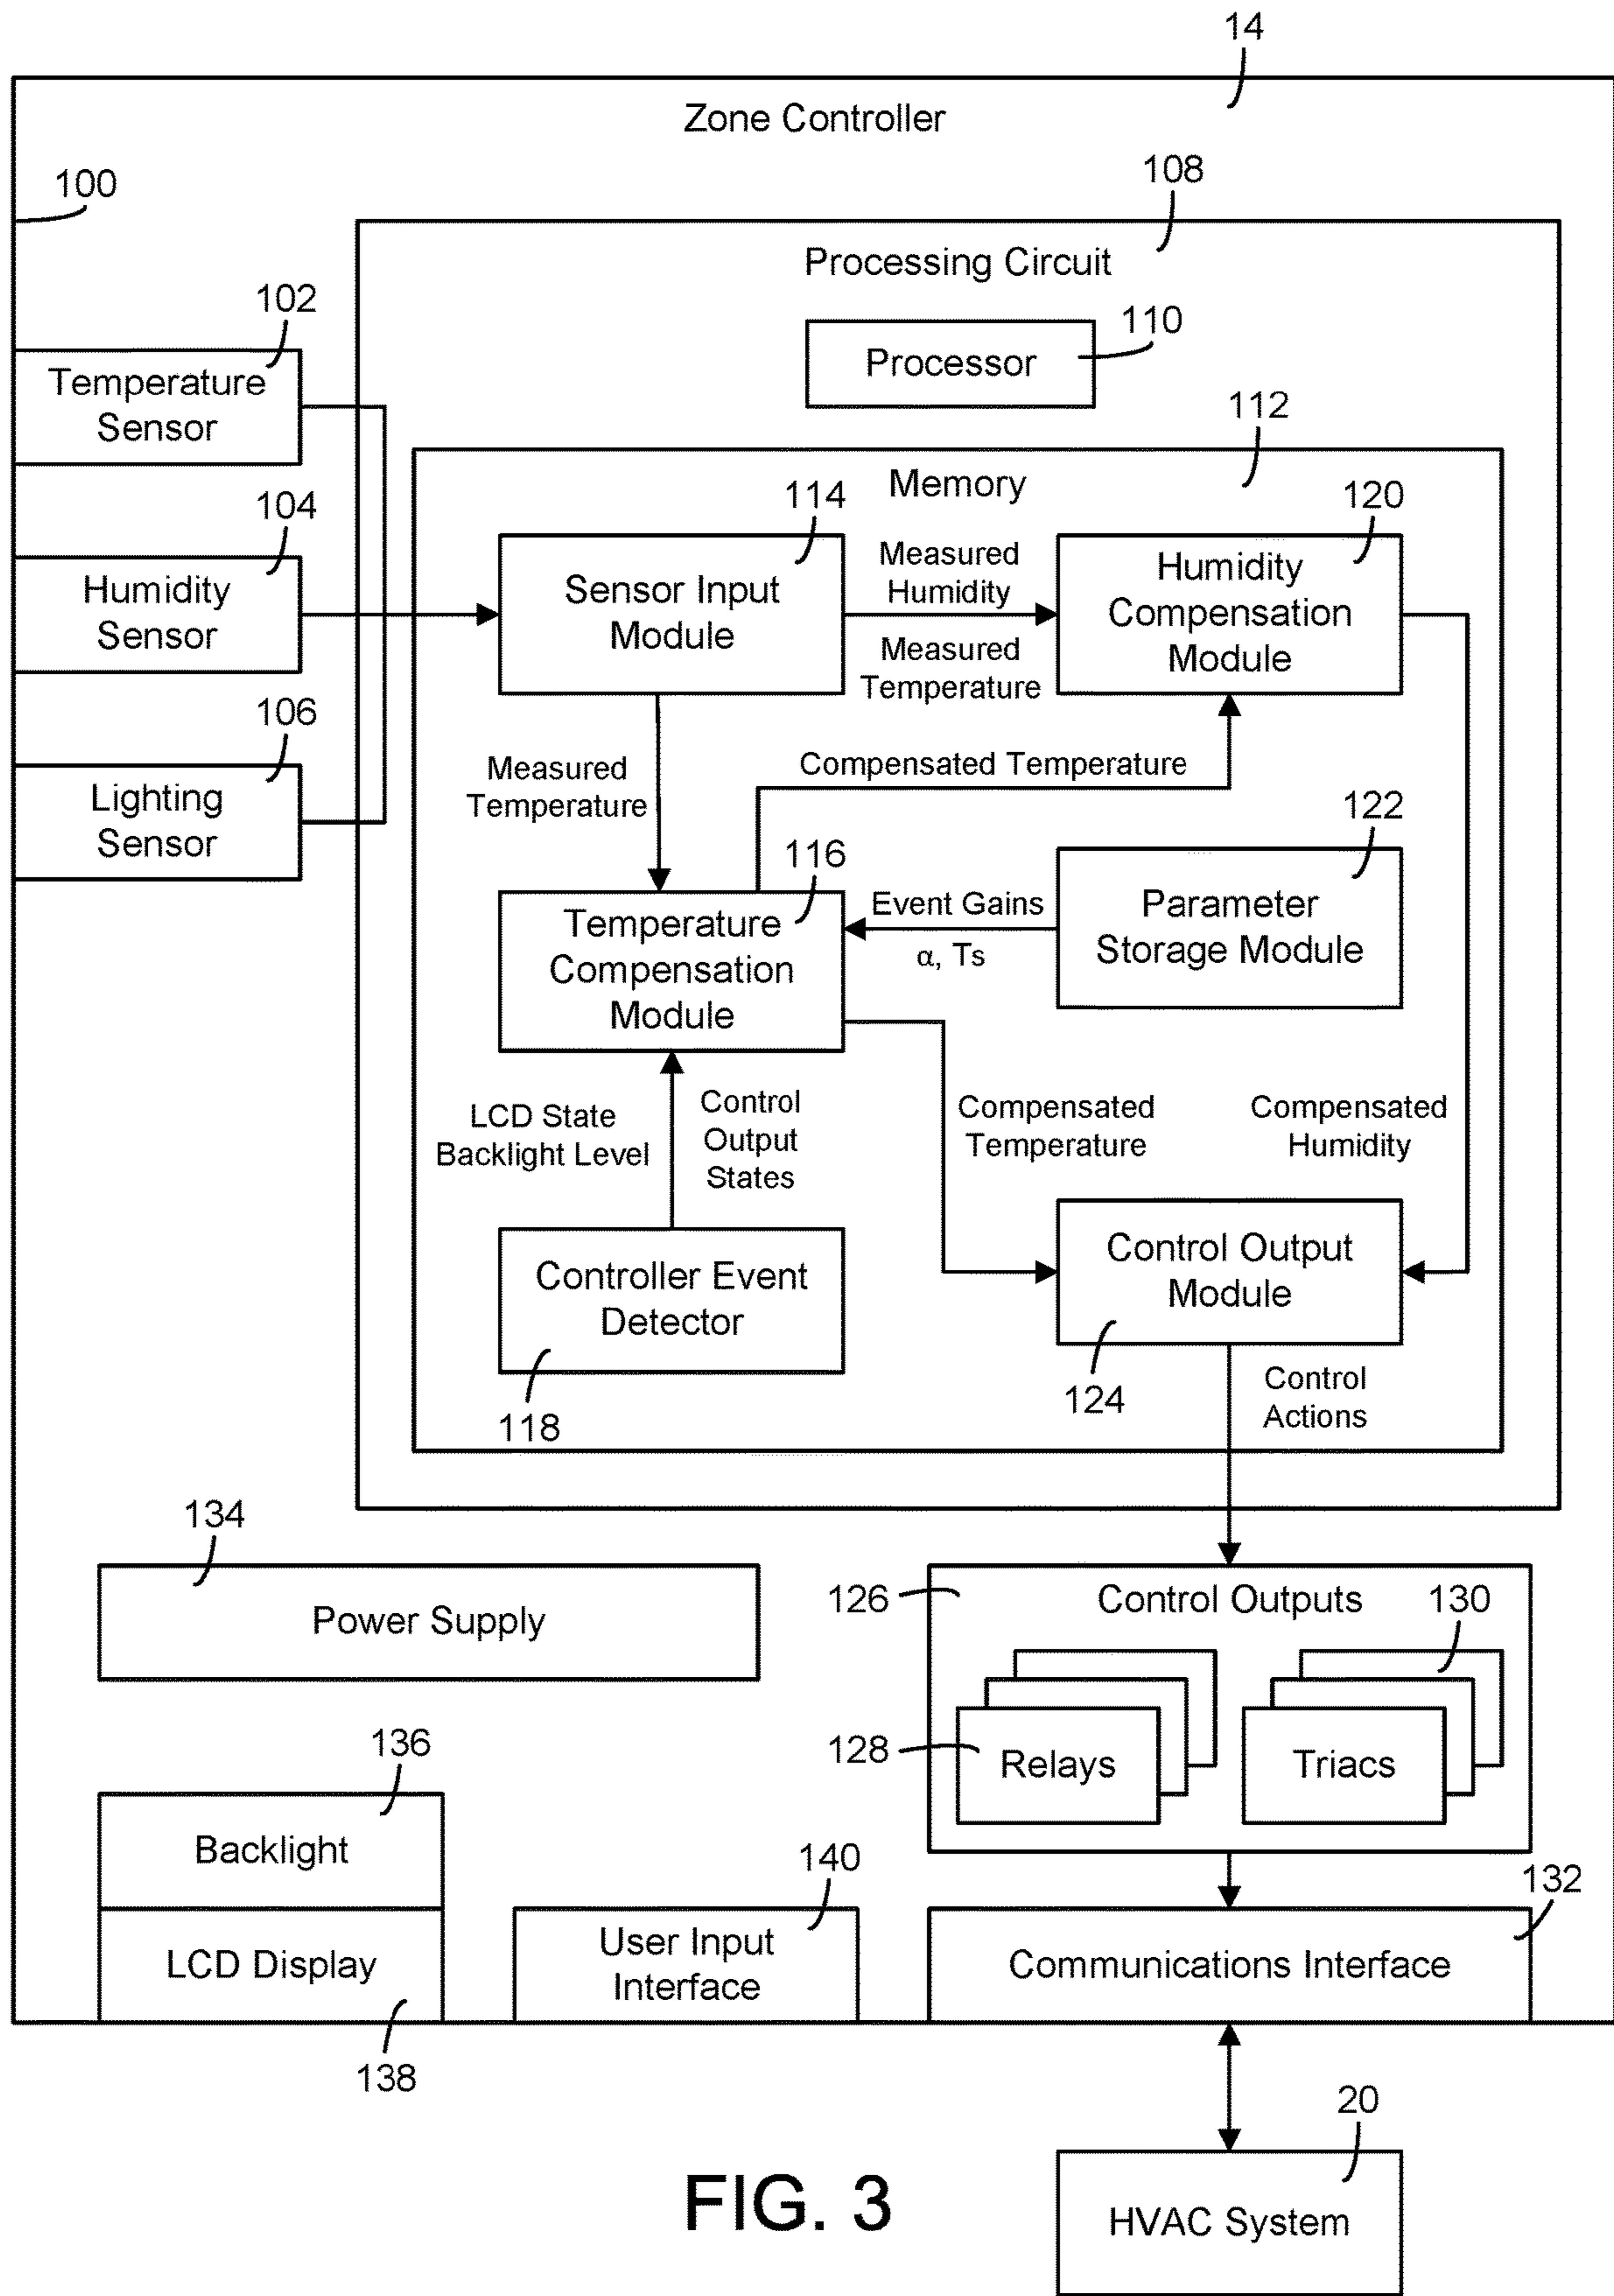 14
Zone Controller
100
108
Processing Circuit
102
110
Temperature
Sensor
Processor
112
Memory
104
114
120
Humidity
Sensor
Sensor Input
Module
Measured
Humidity
Measured
Temperature
Humidity
Compensation
Module
106
Lighting
Sensor
Measured
Temperature
Compensated Temperature
122
116
Temperature
Compensation
Module
Event Gains
α, Ts
Parameter
Storage Module
LCD State
Backlight Level
Control
Output
States
Compensated
Temperature
Compensated
Humidity
Controller Event
Detector
Control Output
Module
118
124
Control
Actions
134
Power Supply
126
Control Outputs
130
128
Relays
Triacs
136
Backlight
140
132
LCD Display
User Input
Interface
Communications Interface
138
20
FIG. 3
HVAC System